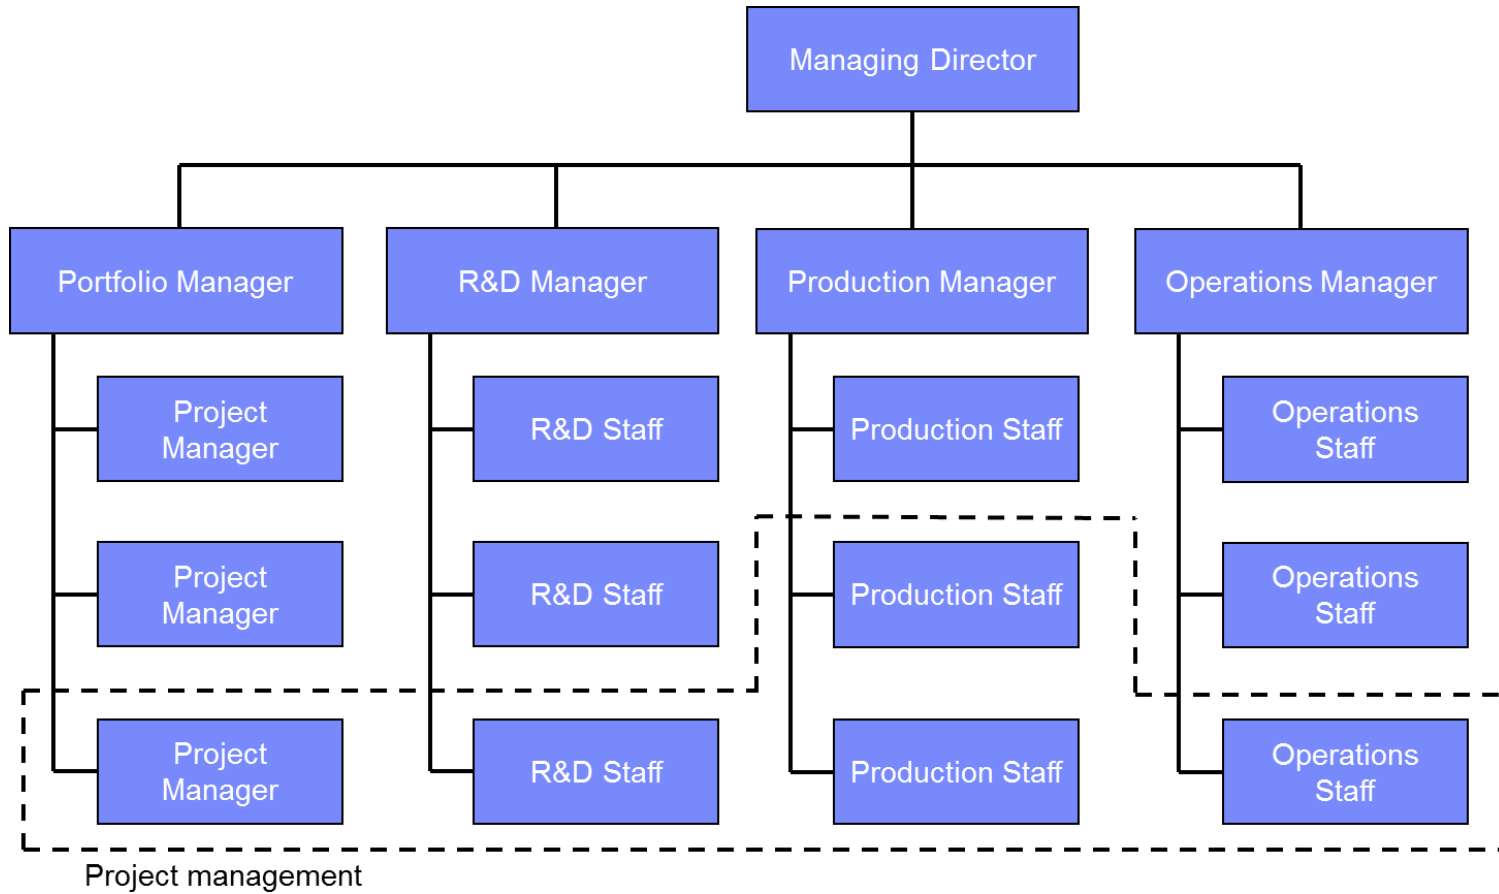 Managing Director
Portfolio Manager
R&D Manager
Production Manager
Operations Manager
Project
Manager
R&D Staff
Production Staff
Operations
Staff
Project
Manager
R&D Staff
Production Staff
Operations
Staff
Project
Manager
R&D Staff
Production Staff
Operations
Staff
Project management